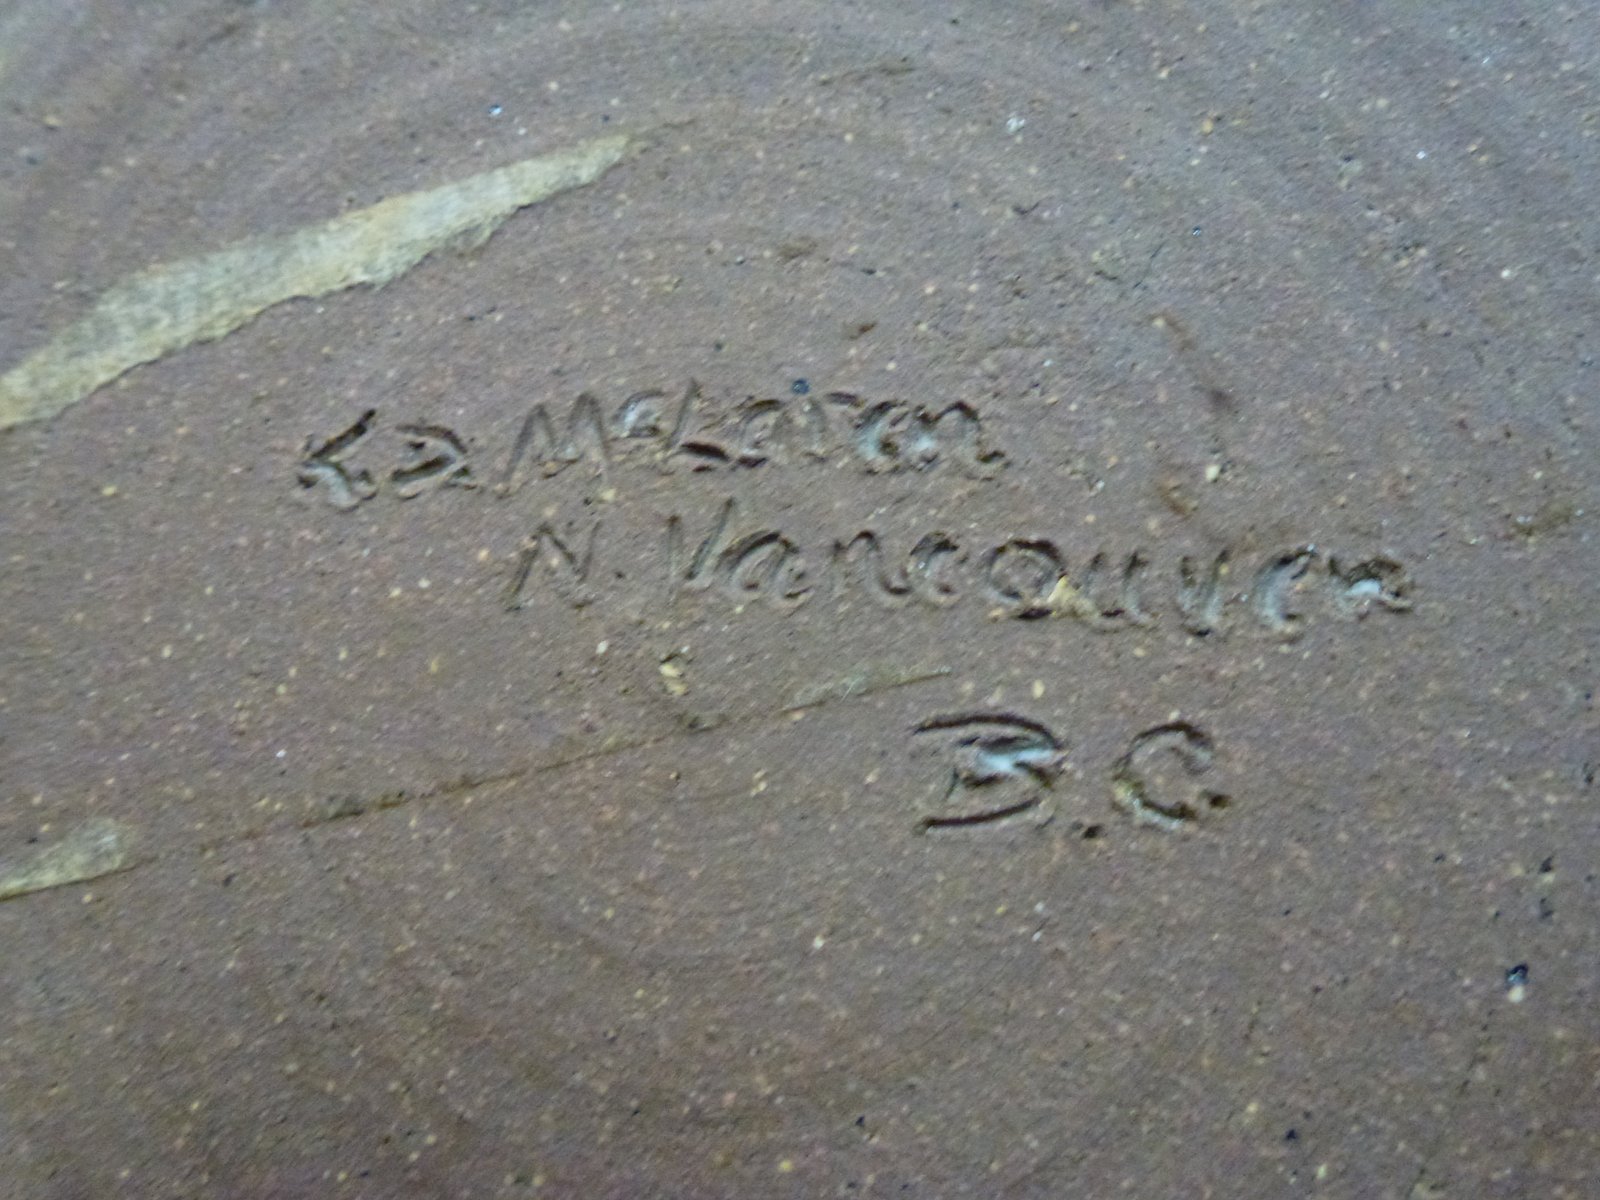 McLaren
N. Vancouver
B.C